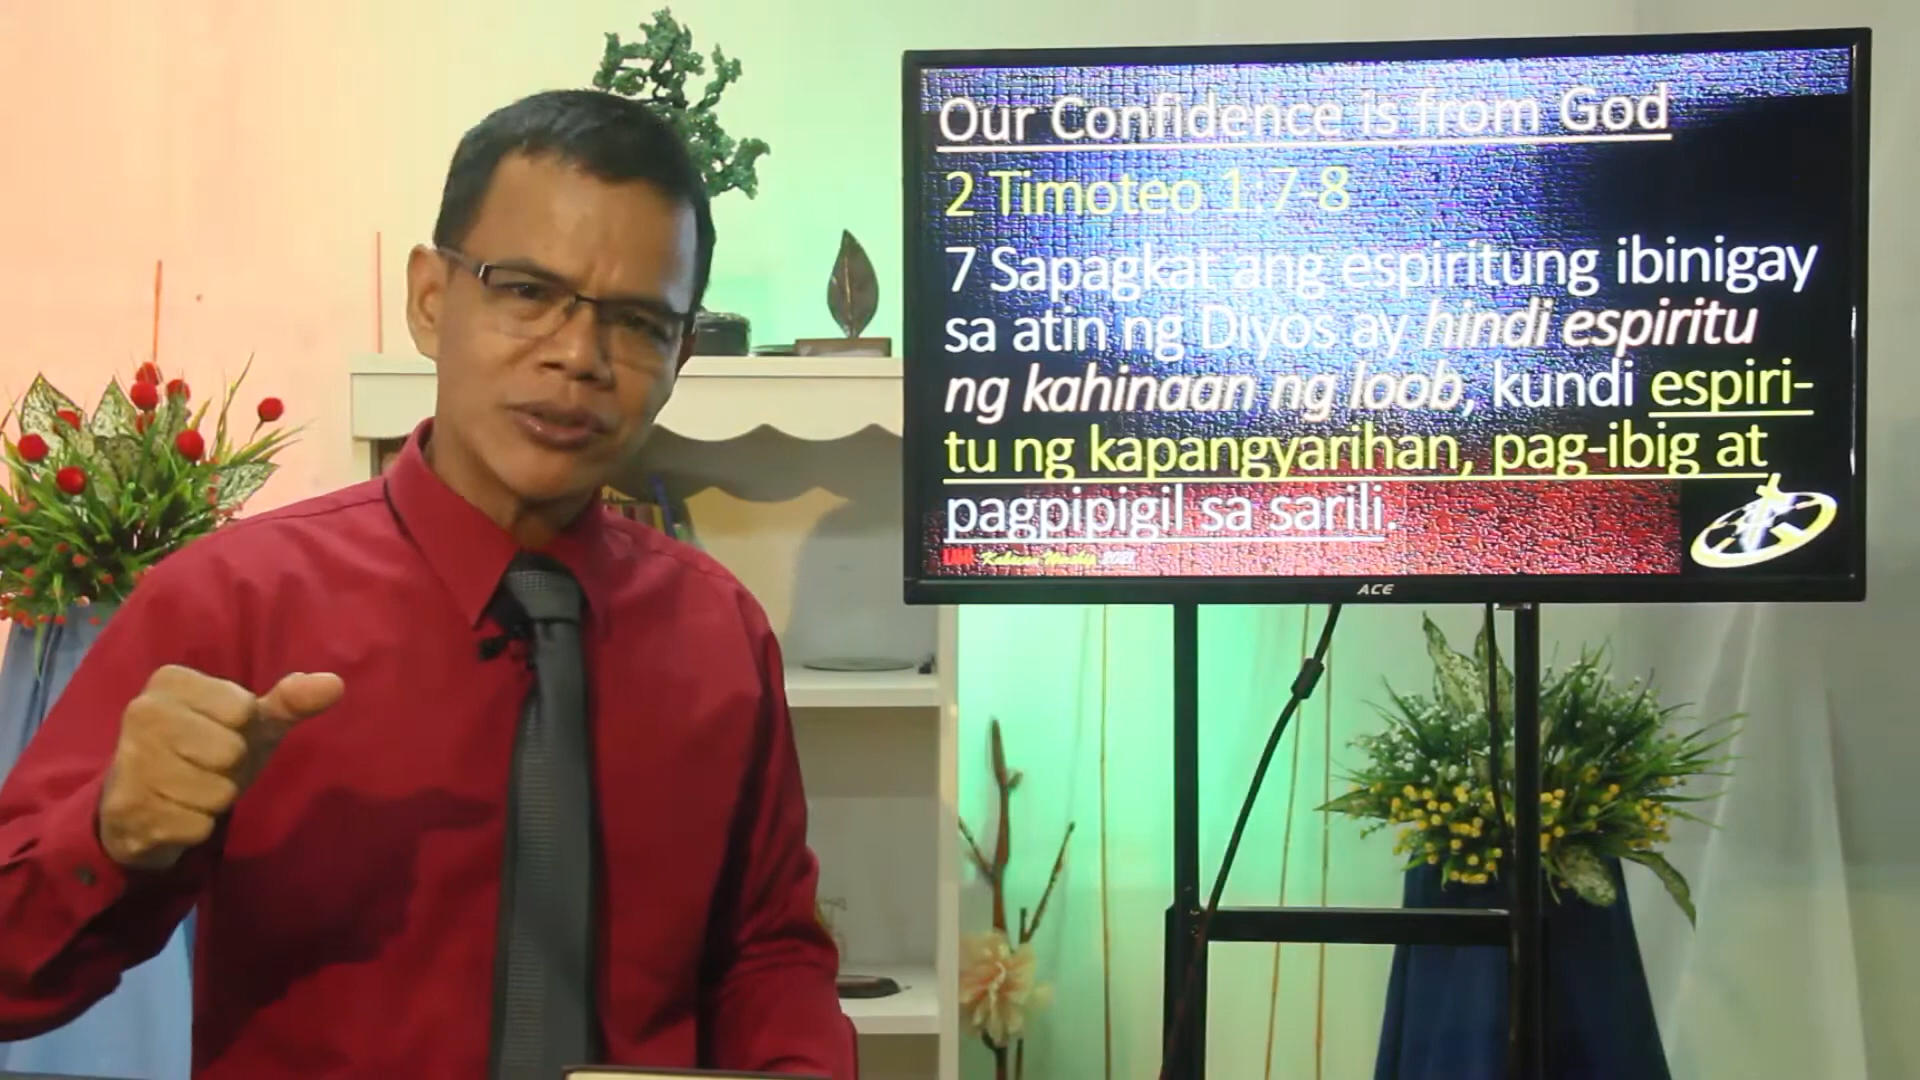 Our Confidence is from God
2 Timoteo 1:7-8
7 Sapagkat ang espiritung ibinigay
sa atin ng Diyos ay hindi espiritu
ng kahinaan ng loob, kundi espiri-
tu ng kapangyarihan, pag-ibig at
pagpipigil sa sarili.
Worship 2021
ACE